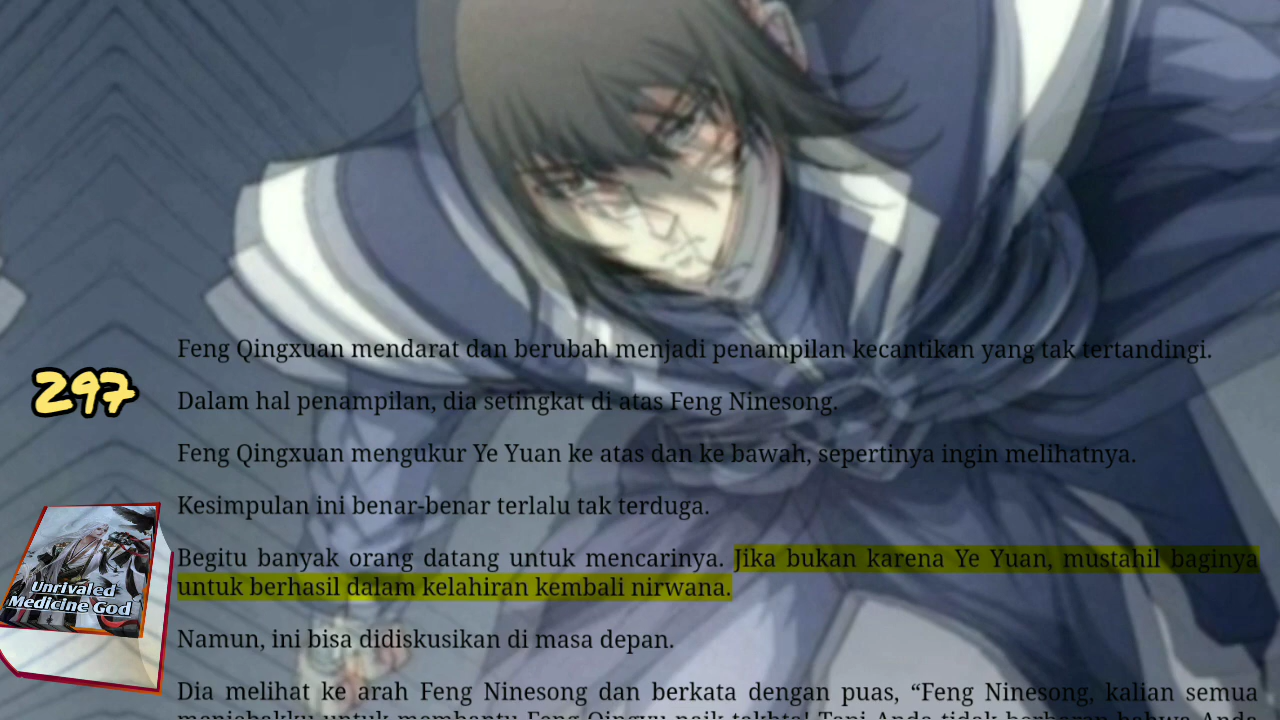 Feng Qingxuan mendarat dan berubah menjadi penampilan kecantikan yang tak tertandingi.
297
Dalam hal penampilan, dia setingkat di atas Feng Ninesong.
Feng Qingxuan mengukur Ye Yuan ke atas dan ke bawah, sepertinya ingin melihatnya.
Kesimpulan ini benar-benar terlalu tak terduga.
Begitu banyak orang datang untuk mencarinya. Jika bukan karena Ye Yuan, mustahil baginya
untuk berhasil dalam kelahiran kembali nirwana.
Unrivaled
Medicine God
Namun, ini bisa didiskusikan di masa depan.
Dia melihat ke arah Feng Ninesong dan berkata dengan puas, “Feng Ninesong, kalian semua